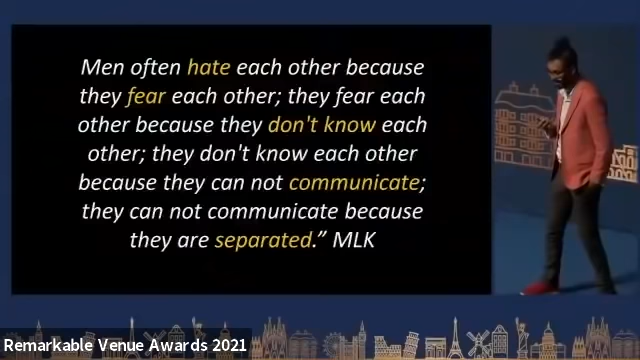 Men often hate each other because
they fear each other; they fear each
other because they don't know each
other; they don't know each other
because they can not communicate;
they can not communicate because
they are separated.” MLK
Remarkable Venue Awards 2021